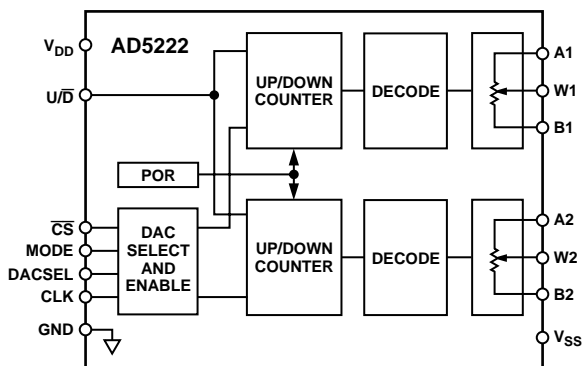 AD5222
V_DD
U/D̅
C̅S̅
MODE
DACSEL
CLK
GND
POR
DAC
SELECT
AND
ENABLE
UP/DOWN
COUNTER
DECODE
A1
W1
B1
UP/DOWN
COUNTER
DECODE
A2
W2
B2
V_SS